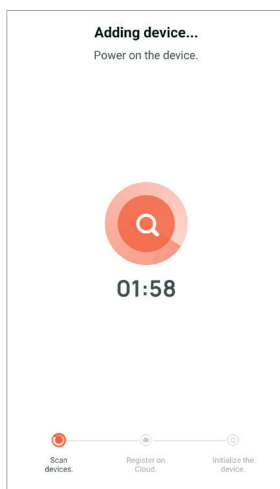 Adding device...
Power on the device.
01:58
Scan
devices.
Register on
Cloud.
Initialize the
device.